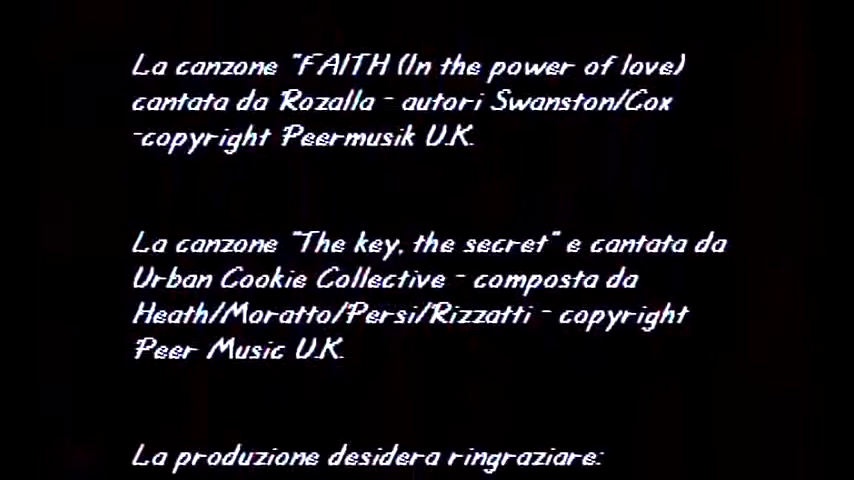 La canzone "FAITH (In the power of love)
cantata da Rozalla - autori Swanston/Cox
-copyright Peermusik U.K.
La canzone "The key, the secret" e cantata da
Urban Cookie Collective - composta da
Heath/Moratto/Persi/Rizzatti - copyright
Peer Music U.K.
La produzione desidera ringraziare: